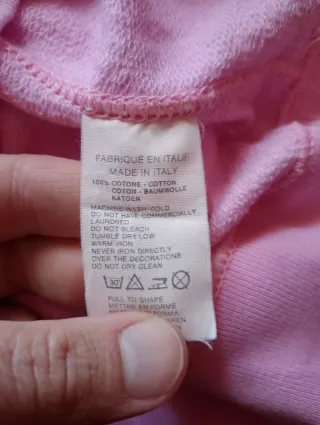 FABRIQUÉ EN ITALIE
MADE IN ITALY
100% COTONE - COTTON
COTON - BAUMWOLLE
MACHINE WASH COLD
DO NOT HAVE COMMERCIALLY
LAUNDRED
DO NOT BLEACH
TUMBLE DRY LOW
WARM IRON
NEVER IRON DIRECTLY
OVER THE DECORATIONS
DO NOT DRY CLEAN
30
PULL TO SHAPE
METTRE EN FORME